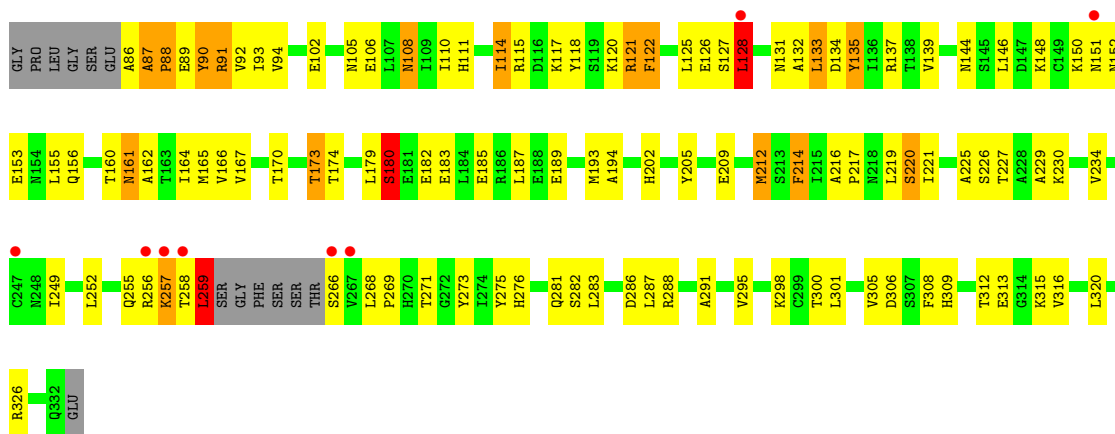 GLY PRO LEU GLY SER GLU A86 A87 P88 E89 Y90 R91 V92 I93 V94 E102 N105 E106 L107 N108 I109 I110 H111 I114 R115 D116 K117 Y118 S119 K120 R121 F122 L125 E126 S127 L128 N131 A132 L133 D134 Y135 I136 R137 T138 V139 N144 S145 L146 D147 K148 C149 K150 N151 N152
E153 N154 L155 Q156 T160 N161 A162 T163 I164 M165 V166 V167 T170 T173 T174 L179 S180 E181 E182 E183 L184 E185 R186 L187 E188 E189 M193 A194 H202 Y205 E209 M212 S213 F214 I215 A216 P217 N218 L219 S220 I221 A225 S226 T227 A228 A229 K230 V234
C247 N248 I249 L252 Q255 R256 K257 T258 L259 SER GLY PHE SER SER THR S266 V267 L268 P269 H270 T271 G272 Y273 I274 Y275 H276 Q281 S282 L283 D286 L287 R288 A291 V295 K298 C299 T300 L301 K305 D306 S307 F308 H309 T312 E313 G314 K315 V316 L320
R326 Q332 GLU